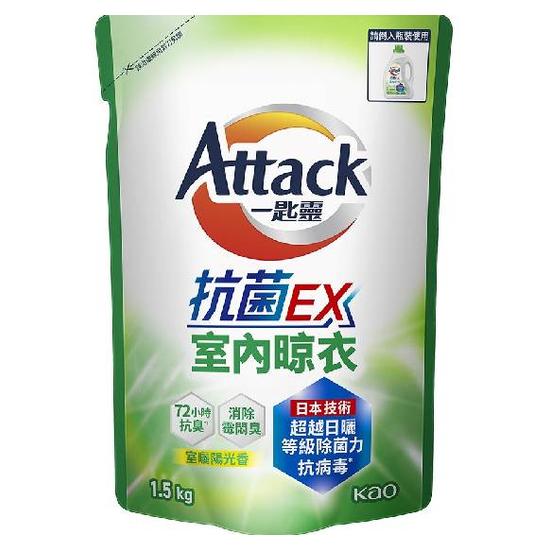 請倒入瓶裝使用
Attack
一匙靈
抗菌EX
室內晾衣
72小時
抗臭
消除
霉悶臭
室曬陽光香
日本技術
超越日曬
等級除菌力
抗病毒*
1.5 kg
Kao